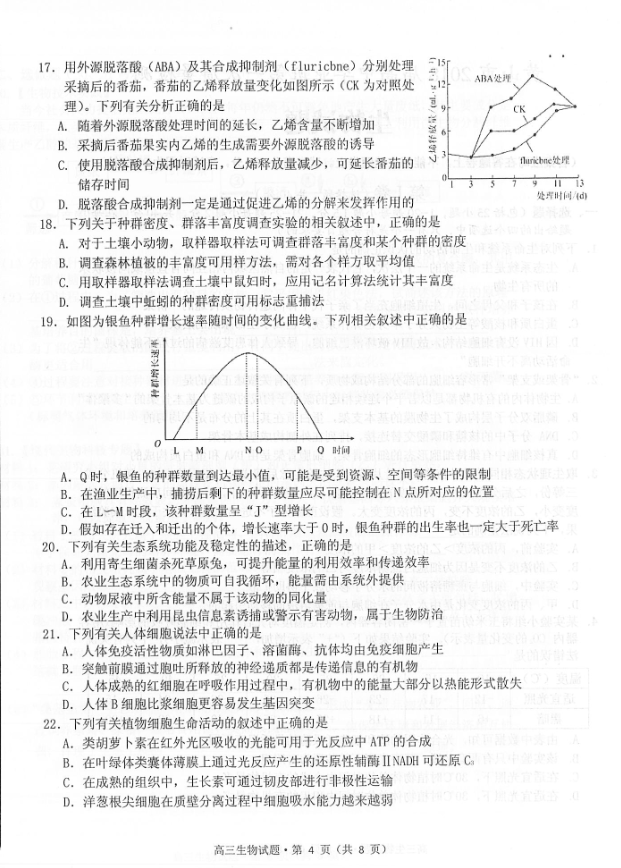 17. 用外源脱落酸（ABA）及其合成抑制剂（fluricbne）分别处理
采摘后的番茄，番茄的乙烯释放量变化如图所示（CK 为对照处
理）。下列有关分析正确的是
A. 随着外源脱落酸处理时间的延长，乙烯含量不断增加
B. 采摘后番茄果实内乙烯的生成需要外源脱落酸的诱导
C. 使用脱落酸合成抑制剂后，乙烯释放量减少，可延长番茄的
储存时间
D. 脱落酸合成抑制剂一定是通过促进乙烯的分解来发挥作用的
乙烯释放量/(mL·g⁻¹·h⁻¹)
15
12
9
6
3
0
ABA处理
CK
fluricbne处理
1 3 5 7 9 11 13
处理时间/(d)
18. 下列关于种群密度、群落丰富度调查实验的相关叙述中，正确的是
A. 对于土壤小动物，取样器取样法可调查群落丰富度和某个种群的密度
B. 调查森林植被的丰富度可用样方法，需对各个样方取平均值
C. 用取样器取样法调查土壤中鼠妇时，应用记名计算法统计其丰富度
D. 调查土壤中蚯蚓的种群密度可用标志重捕法
19. 如图为银鱼种群增长速率随时间的变化曲线。下列相关叙述中正确的是
种群增长速率
O L M N O P Q 时间
A. Q时，银鱼的种群数量到达最小值，可能是受到资源、空间等条件的限制
B. 在渔业生产中，捕捞后剩下的种群数量应尽可能控制在 N 点所对应的位置
C. 在 L～M 时段，该种群数量呈“J”型增长
D. 假如存在迁入和迁出的个体，增长速率大于 0 时，银鱼种群的出生率也一定大于死亡率
20. 下列有关生态系统功能及稳定性的描述，正确的是
A. 利用寄生细菌杀死草原兔，可提升能量的利用效率和传递效率
B. 农业生态系统中的物质可自我循环，能量需由系统外提供
C. 动物尿液中所含能量不属于该动物的同化量
D. 农业生产中利用昆虫信息素诱捕或警示有害动物，属于生物防治
21. 下列有关人体细胞说法中正确的是
A. 人体免疫活性物质如淋巴因子、溶菌酶、抗体均由免疫细胞产生
B. 突触前膜通过胞吐所释放的神经递质都是传递信息的有机物
C. 人体成熟的红细胞在呼吸作用过程中，有机物中的能量大部分以热能形式散失
D. 人体 B 细胞比浆细胞更容易发生基因突变
22. 下列有关植物细胞生命活动的叙述中正确的是
A. 类胡萝卜素在红外光区吸收的光能可用于光反应中 ATP 的合成
B. 在叶绿体类囊体薄膜上通过光反应产生的还原性辅酶ⅡNADH 可还原 C₃
C. 在成熟的组织中，生长素可通过韧皮部进行非极性运输
D. 洋葱根尖细胞在质壁分离过程中细胞吸水能力越来越弱
高三生物试题·第 4 页（共 8 页）